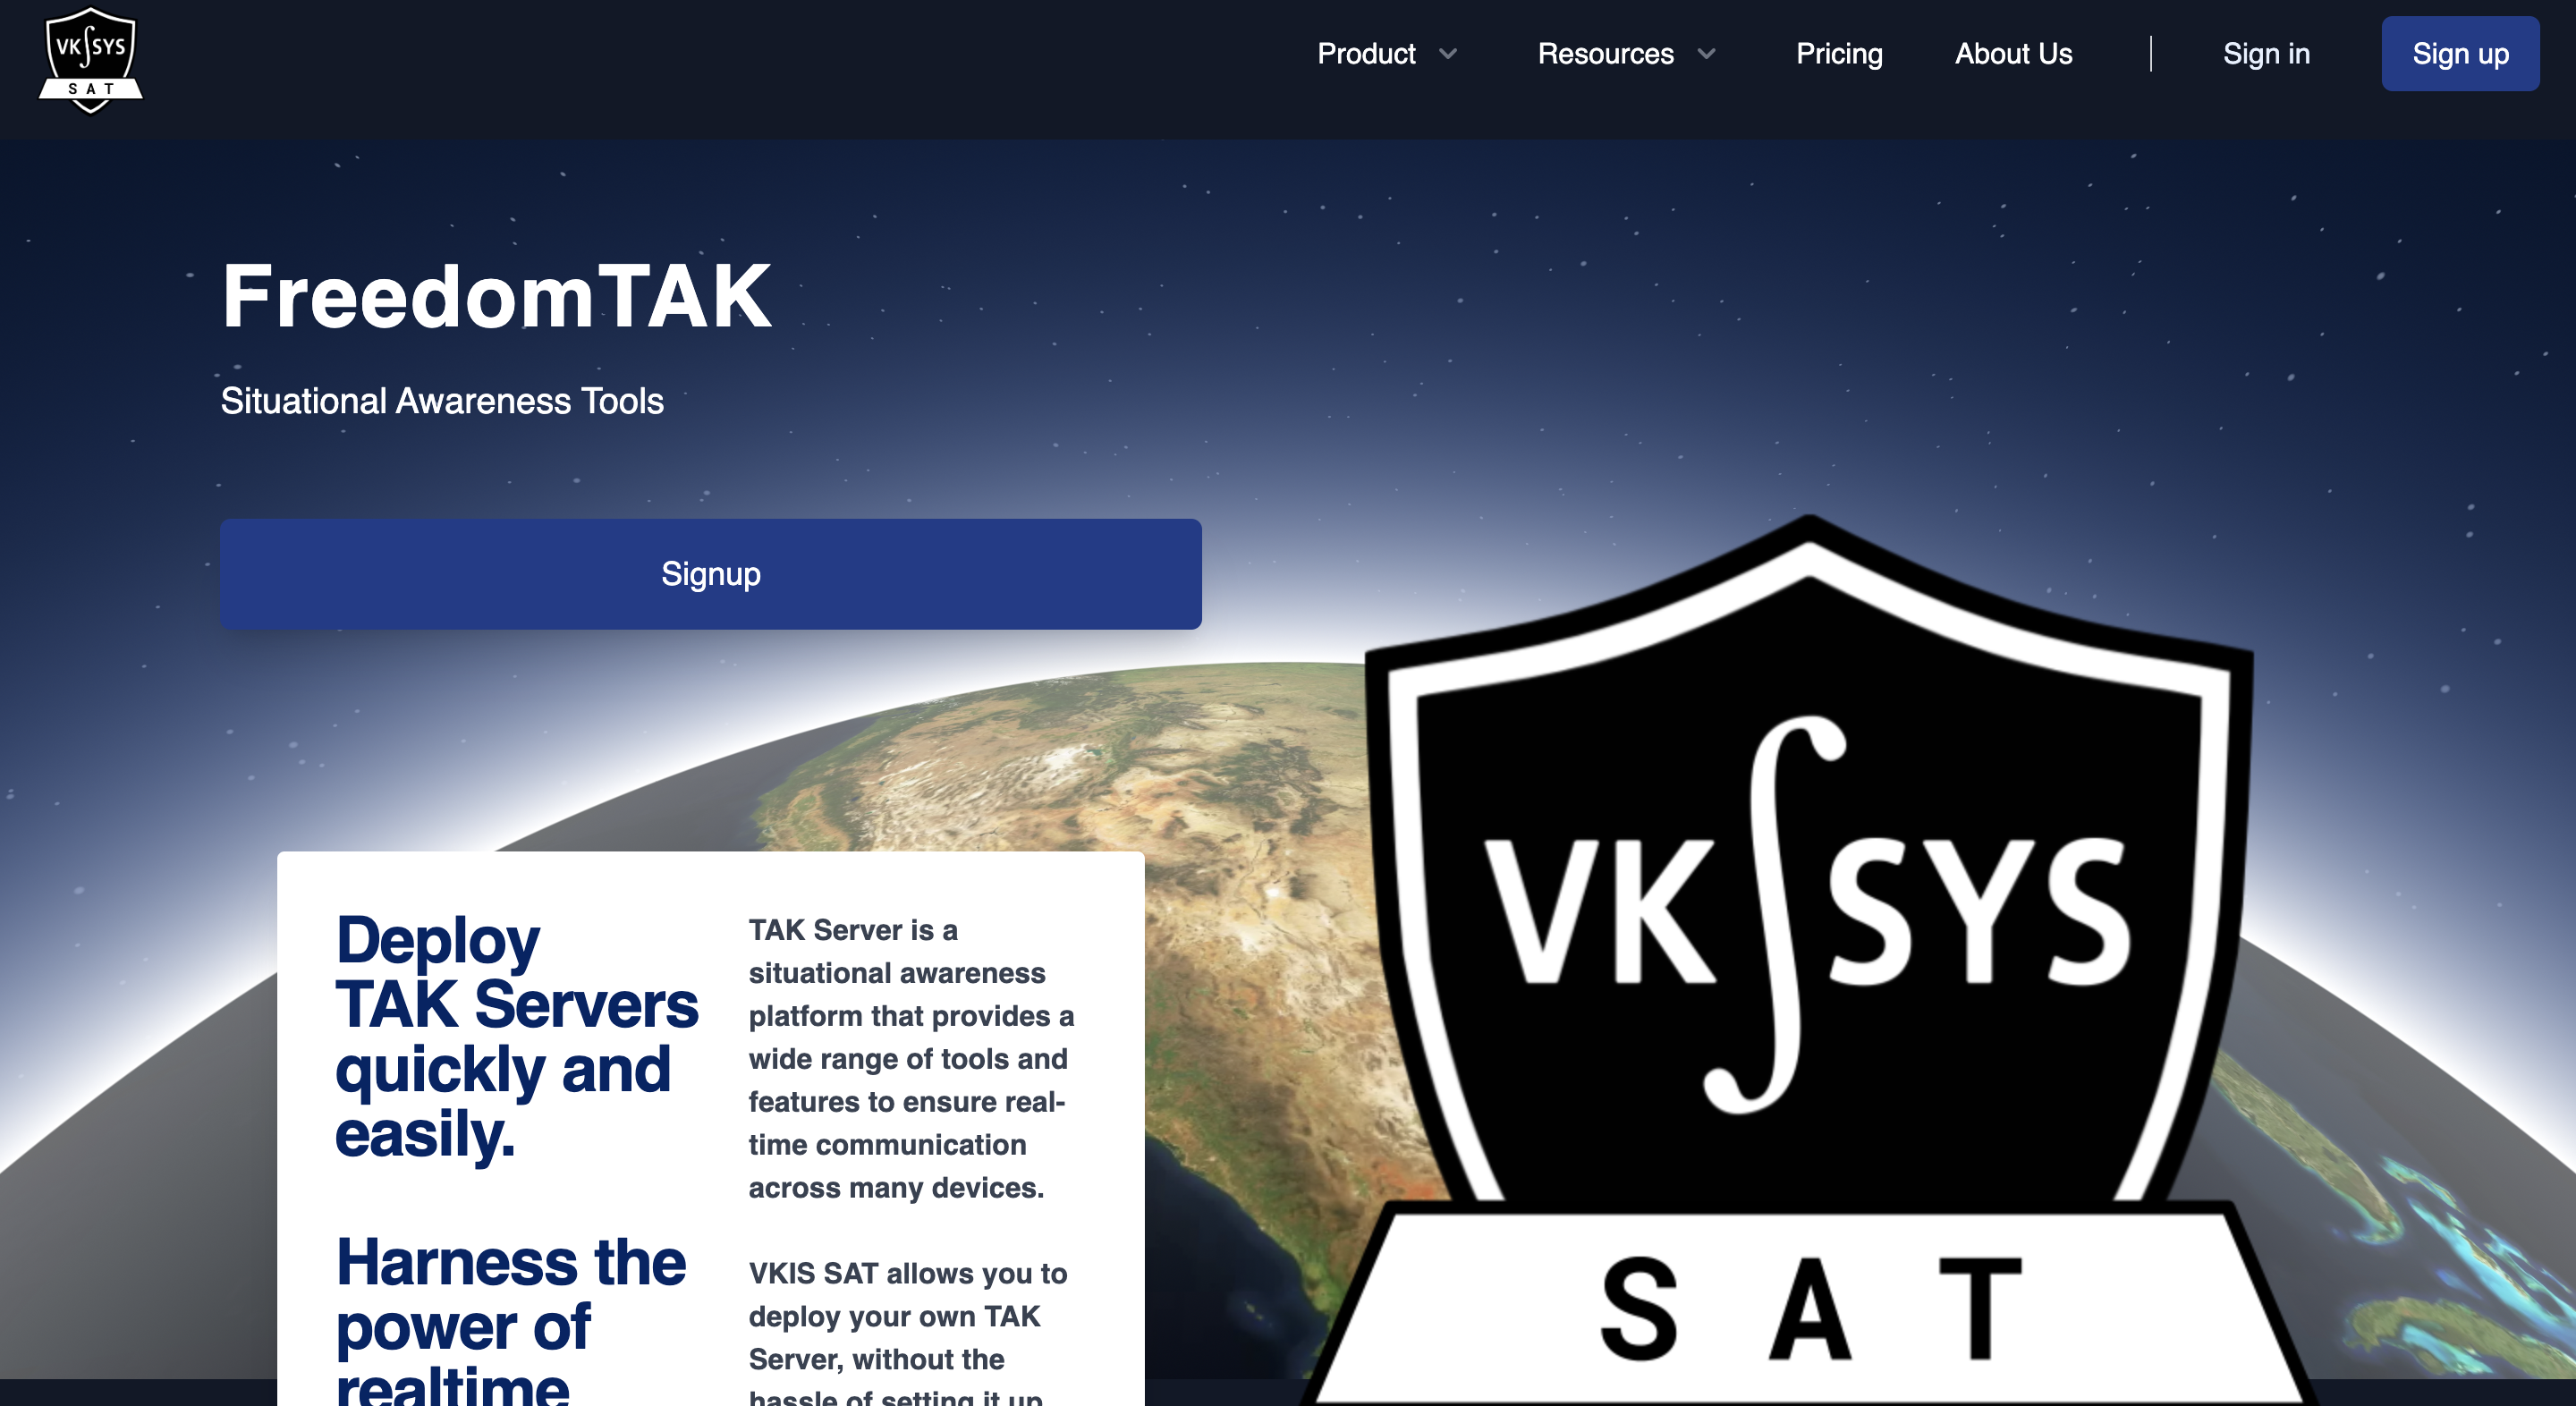 VK∫SYS
SAT
Product
Resources
Pricing
About Us
Sign in
Sign up
FreedomTAK
Situational Awareness Tools
Signup
Deploy
TAK Servers
quickly and
easily.
Harness the
power of
realtime
TAK Server is a
situational awareness
platform that provides a
wide range of tools and
features to ensure real-
time communication
across many devices.
VKIS SAT allows you to
deploy your own TAK
Server, without the
hassle of setting it up
VK∫SYS
SAT